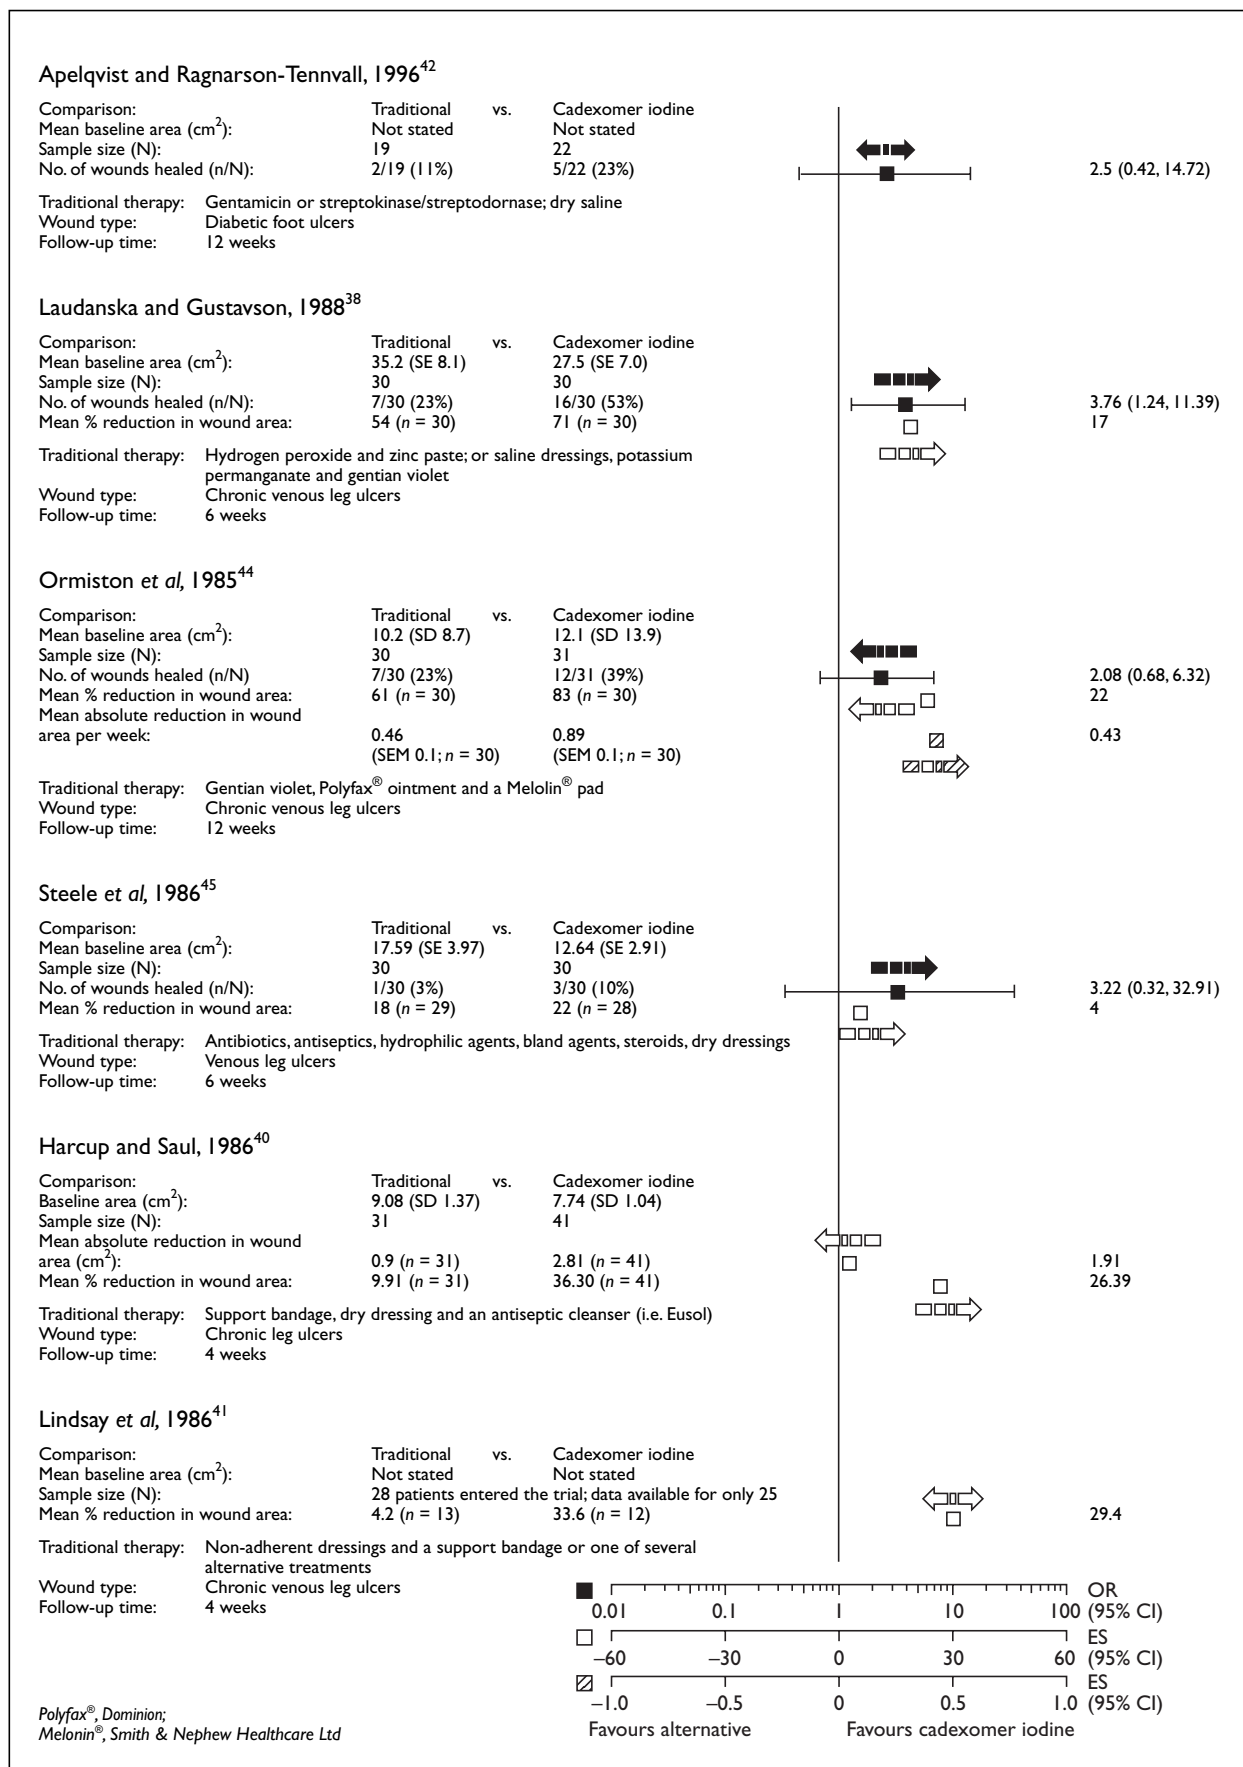 Apelqvist and Ragnarson-Tennvall, 1996⁴²
Comparison: Traditional vs. Cadexomer iodine
Mean baseline area (cm²): Not stated Not stated
Sample size (N): 19 22
No. of wounds healed (n/N): 2/19 (11%) 5/22 (23%) 2.5 (0.42, 14.72)
Traditional therapy: Gentamicin or streptokinase/streptodornase; dry saline
Wound type: Diabetic foot ulcers
Follow-up time: 12 weeks
Laudanska and Gustavson, 1988³⁸
Comparison: Traditional vs. Cadexomer iodine
Mean baseline area (cm²): 35.2 (SE 8.1) 27.5 (SE 7.0)
Sample size (N): 30 30
No. of wounds healed (n/N): 7/30 (23%) 16/30 (53%) 3.76 (1.24, 11.39)
Mean % reduction in wound area: 54 (n = 30) 71 (n = 30) 17
Traditional therapy: Hydrogen peroxide and zinc paste; or saline dressings, potassium
permanganate and gentian violet
Wound type: Chronic venous leg ulcers
Follow-up time: 6 weeks
Ormiston et al, 1985⁴⁴
Comparison: Traditional vs. Cadexomer iodine
Mean baseline area (cm²): 10.2 (SD 8.7) 12.1 (SD 13.9)
Sample size (N): 30 31
No. of wounds healed (n/N) 7/30 (23%) 12/31 (39%) 2.08 (0.68, 6.32)
Mean % reduction in wound area: 61 (n = 30) 83 (n = 30) 22
Mean absolute reduction in wound
area per week: 0.46 0.89 0.43
(SEM 0.1; n = 30) (SEM 0.1; n = 30)
Traditional therapy: Gentian violet, Polyfax® ointment and a Melolin® pad
Wound type: Chronic venous leg ulcers
Follow-up time: 12 weeks
Steele et al, 1986⁴⁵
Comparison: Traditional vs. Cadexomer iodine
Mean baseline area (cm²): 17.59 (SE 3.97) 12.64 (SE 2.91)
Sample size (N): 30 30
No. of wounds healed (n/N): 1/30 (3%) 3/30 (10%) 3.22 (0.32, 32.91)
Mean % reduction in wound area: 18 (n = 29) 22 (n = 28) 4
Traditional therapy: Antibiotics, antiseptics, hydrophilic agents, bland agents, steroids, dry dressings
Wound type: Venous leg ulcers
Follow-up time: 6 weeks
Harcup and Saul, 1986⁴⁰
Comparison: Traditional vs. Cadexomer iodine
Baseline area (cm²): 9.08 (SD 1.37) 7.74 (SD 1.04)
Sample size (N): 31 41
Mean absolute reduction in wound
area (cm²): 0.9 (n = 31) 2.81 (n = 41) 1.91
Mean % reduction in wound area: 9.91 (n = 31) 36.30 (n = 41) 26.39
Traditional therapy: Support bandage, dry dressing and an antiseptic cleanser (i.e. Eusol)
Wound type: Chronic leg ulcers
Follow-up time: 4 weeks
Lindsay et al, 1986⁴¹
Comparison: Traditional vs. Cadexomer iodine
Mean baseline area (cm²): Not stated Not stated
Sample size (N): 28 patients entered the trial; data available for only 25
Mean % reduction in wound area: 4.2 (n = 13) 33.6 (n = 12) 29.4
Traditional therapy: Non-adherent dressings and a support bandage or one of several
alternative treatments
Wound type: Chronic venous leg ulcers
Follow-up time: 4 weeks
OR
0.01 0.1 1 10 100 (95% CI)
ES
–60 –30 0 30 60 (95% CI)
ES
–1.0 –0.5 0 0.5 1.0 (95% CI)
Favours alternative Favours cadexomer iodine
Polyfax®, Dominion;
Melonin®, Smith & Nephew Healthcare Ltd